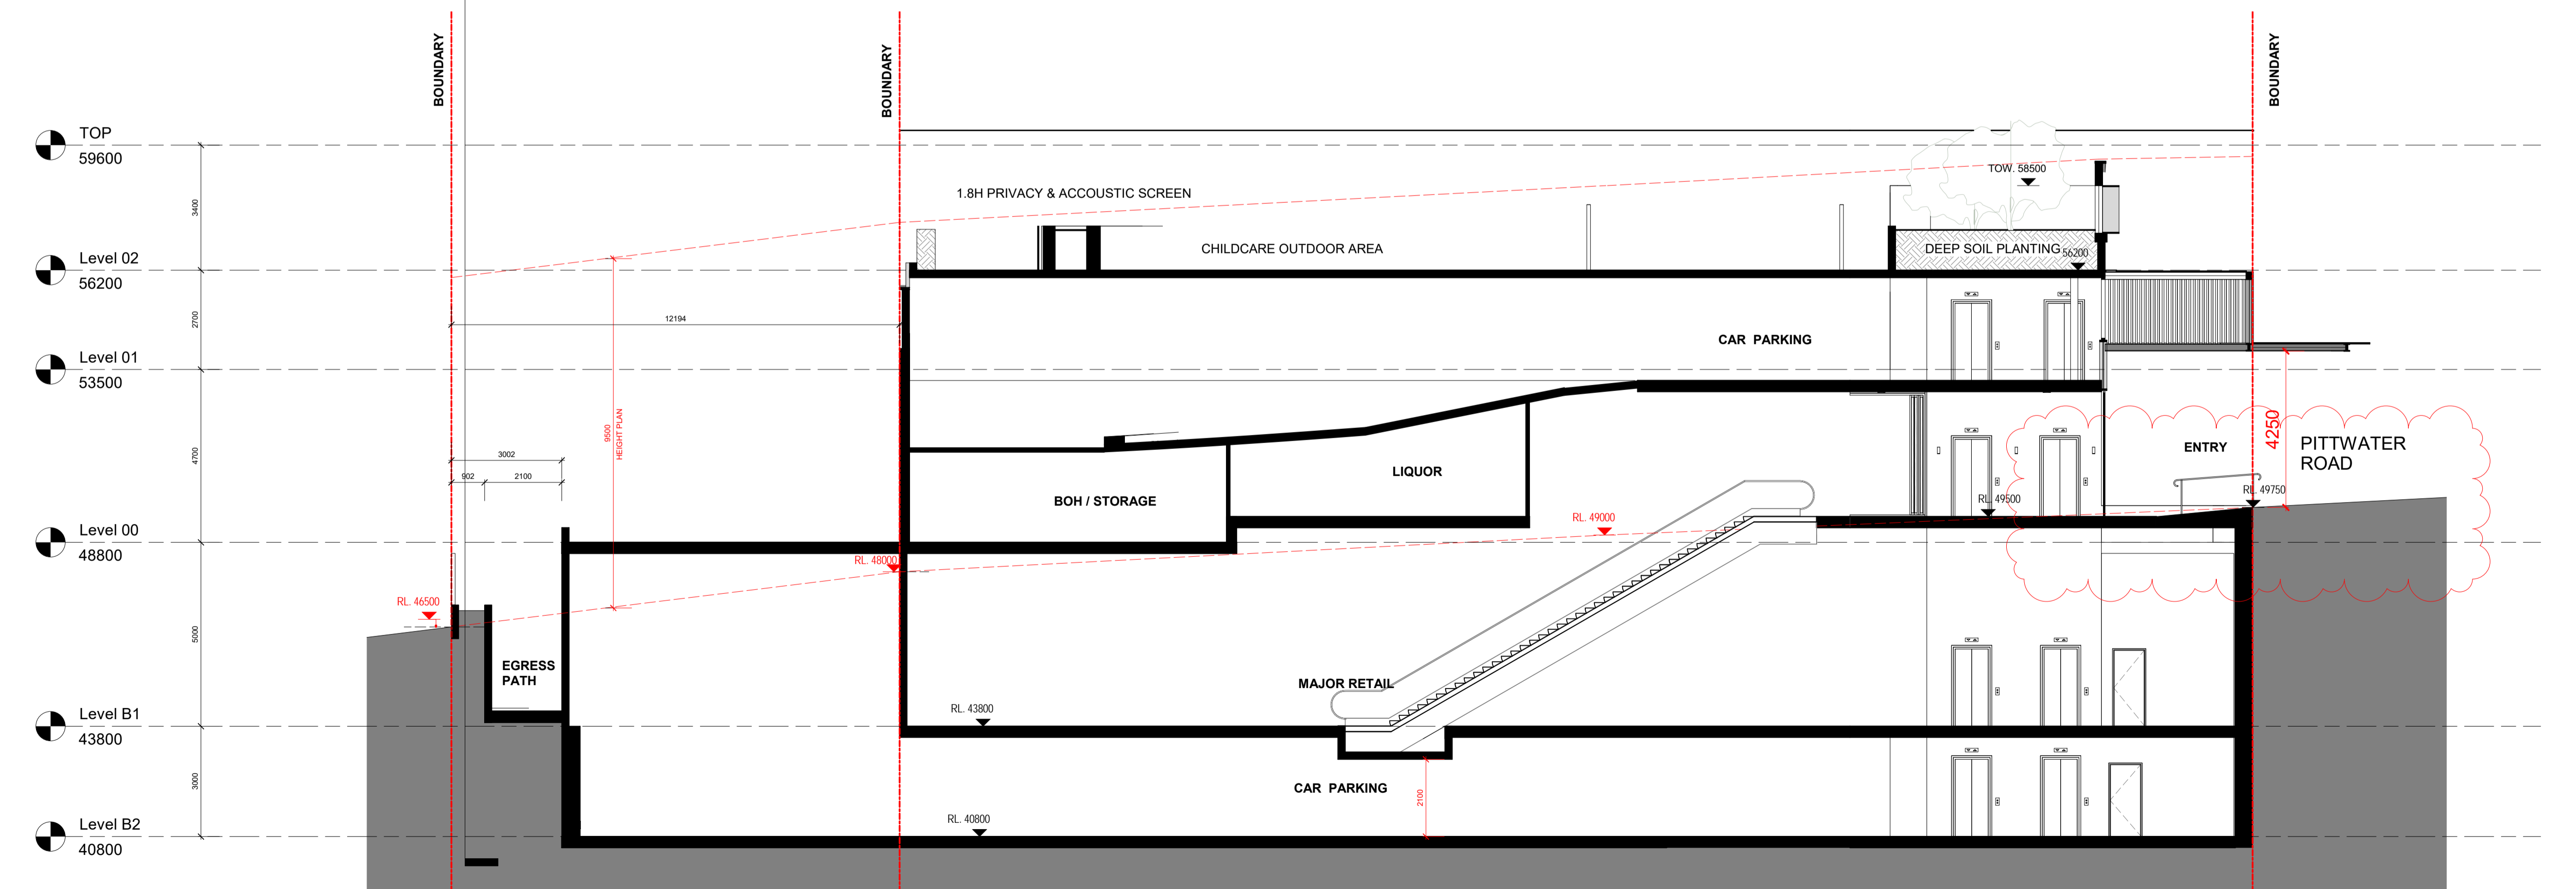 BOUNDARY
BOUNDARY
BOUNDARY
TOP
59600
TOW. 58500
1.8H PRIVACY & ACCOUSTIC SCREEN
3400
CHILDCARE OUTDOOR AREA
DEEP SOIL PLANTING
56200
Level 02
56200
2700
12194
CAR PARKING
Level 01
53500
9500
HEIGHT PLAN
4250
PITTWATER
ROAD
ENTRY
4700
3002
902
2100
LIQUOR
BOH / STORAGE
RL. 49500
RL. 49750
RL. 49000
Level 00
48800
RL. 48000
RL. 46500
5000
EGRESS
PATH
MAJOR RETAIL
RL. 43800
Level B1
43800
3000
CAR PARKING
2100
RL. 40800
Level B2
40800